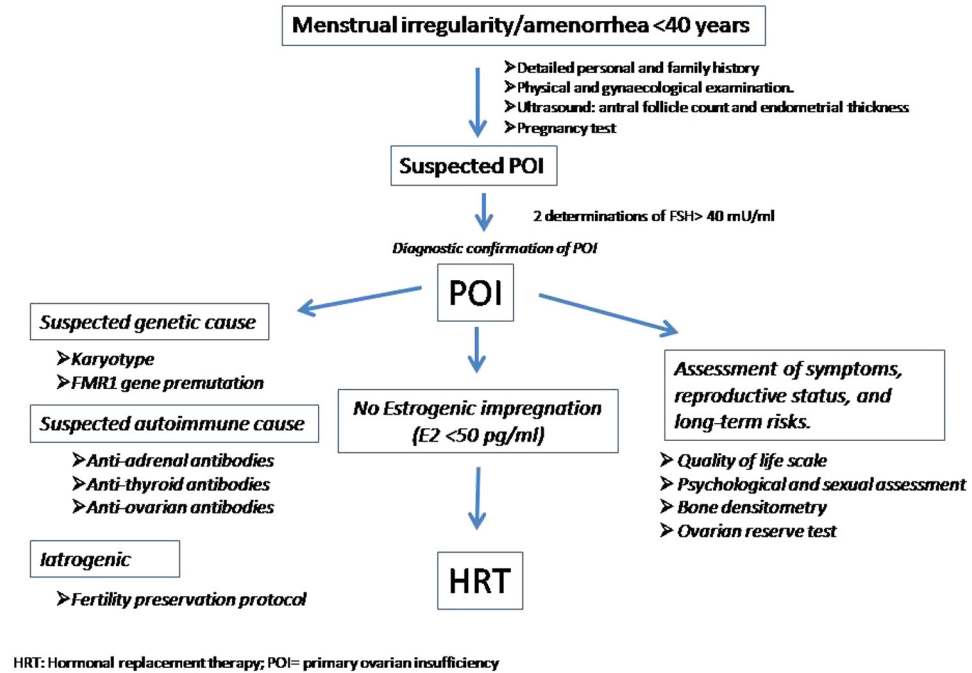 Menstrual irregularity/amenorrhea <40 years
➢Detailed personal and family history
➢Physical and gynaecological examination.
➢Ultrasound: antral follicle count and endometrial thickness
➢Pregnancy test
Suspected POI
2 determinations of FSH> 40 mU/ml
Diagnostic confirmation of POI
POI
Suspected genetic cause
➢Karyotype
➢FMR1 gene premutation
Suspected autoimmune cause
➢Anti-adrenal antibodies
➢Anti-thyroid antibodies
➢Anti-ovarian antibodies
Iatrogenic
➢Fertility preservation protocol
No Estrogenic impregnation
(E2 <50 pg/ml)
HRT
Assessment of symptoms,
reproductive status, and
long-term risks.
➢ Quality of life scale
➢ Psychological and sexual assessment
➢ Bone densitometry
➢ Ovarian reserve test
HRT: Hormonal replacement therapy; POI= primary ovarian insufficiency